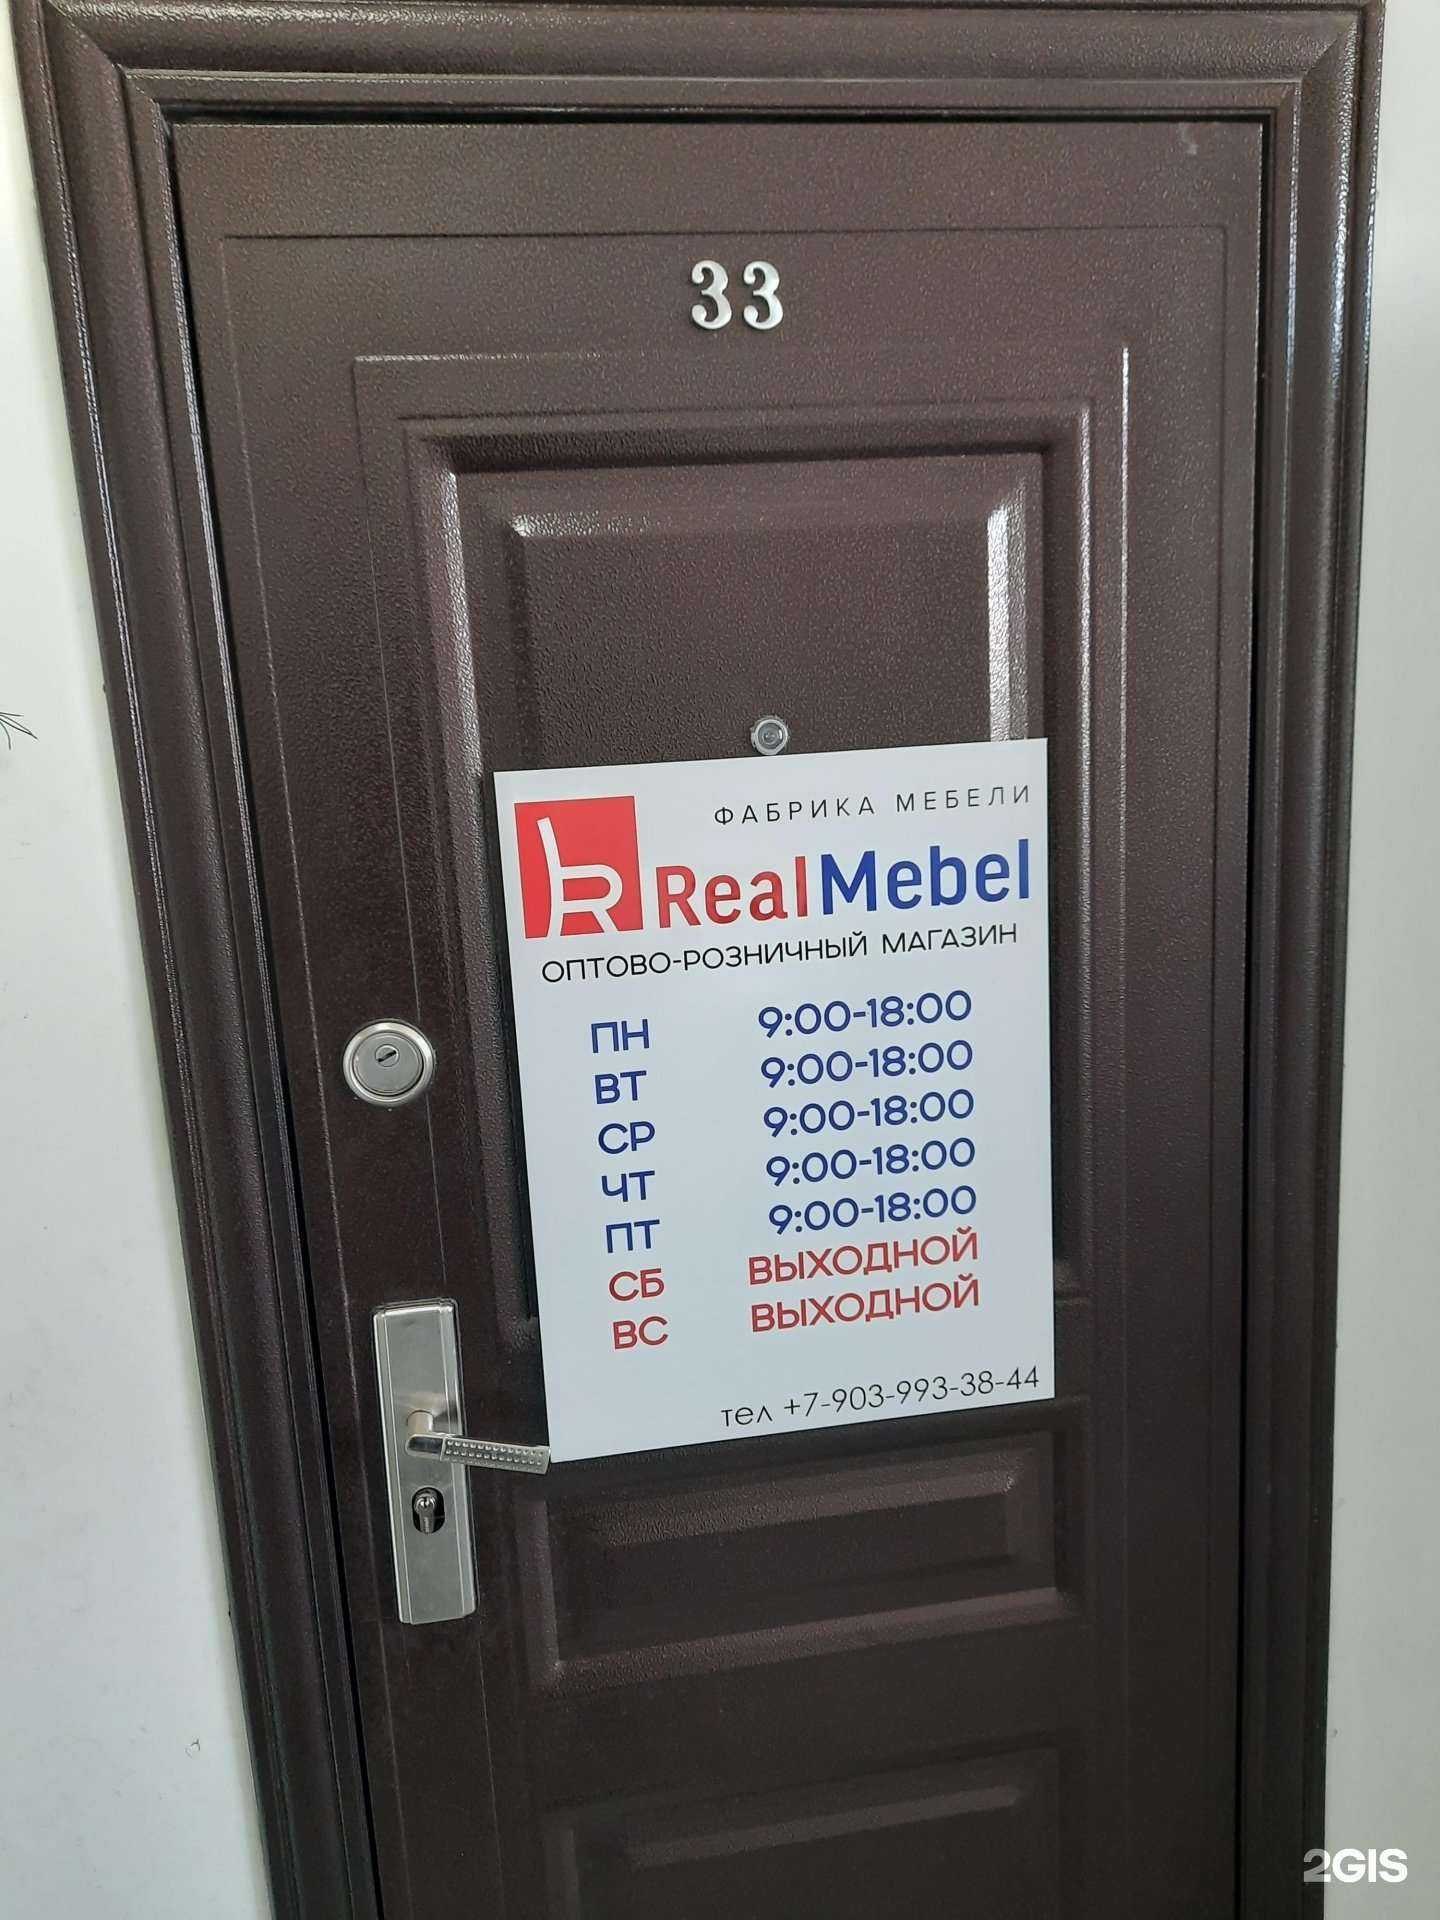 33
ФАБРИКА МЕБЕЛИ
RealMebel
ОПТОВО-РОЗНИЧНЫЙ МАГАЗИН
ПН 9:00-18:00
ВТ 9:00-18:00
СР 9:00-18:00
ЧТ 9:00-18:00
ПТ 9:00-18:00
СБ ВЫХОДНОЙ
ВС ВЫХОДНОЙ
тел +7-903-993-38-44
2GIS